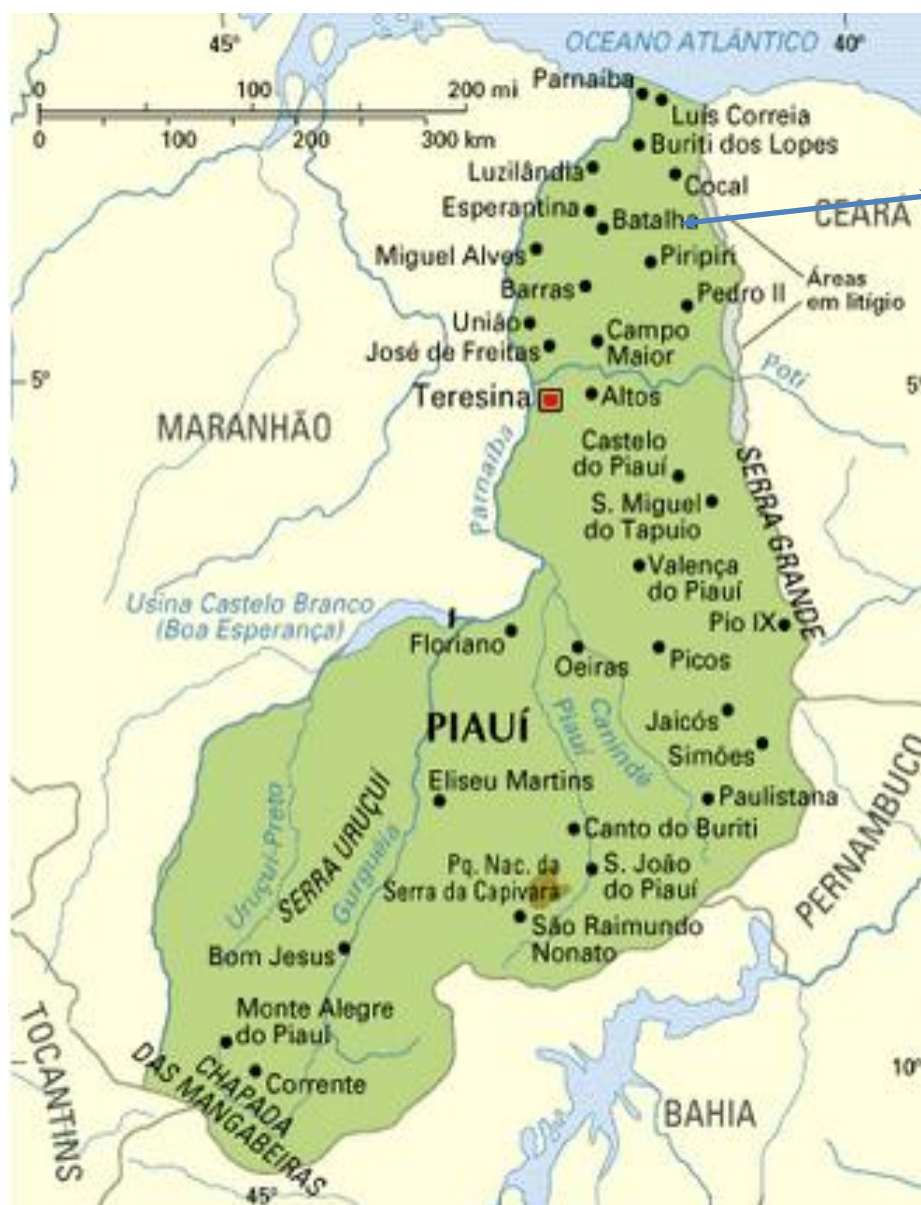 45°
OCEANO ATLÂNTICO
40°
0 100 200 mi
0 100 200 300 km
Parnaíba
Luís Correia
Buriti dos Lopes
Luzilândia
Cocal
Esperantina
Batalha
CEARÁ
Miguel Alves
Piripiri
Áreas
em litígio
Barras
Pedro II
União
Campo
Maior
José de Freitas
Poti
5°
5°
Teresina
Altos
MARANHÃO
Parnaíba
Castelo
do Piauí
SERRA GRANDE
S. Miguel
do Tapuio
Valença
do Piauí
Usina Castelo Branco
(Boa Esperança)
Pio IX
Floriano
Oeiras
Picos
PIAUÍ
Piauí
Canindé
Jaicós
Simões
Eliseu Martins
Paulistana
Uruçuí-Preto
SERRA URUÇUÍ
Gurguéia
Canto do Buriti
PERNAMBUCO
Pq. Nac. da
Serra da Capivara
S. João
do Piauí
São Raimundo
Nonato
Bom Jesus
Monte Alegre
do Piauí
TOCANTINS
CHAPADA
DAS MANGABEIRAS
Corrente
10°
BAHIA
45°